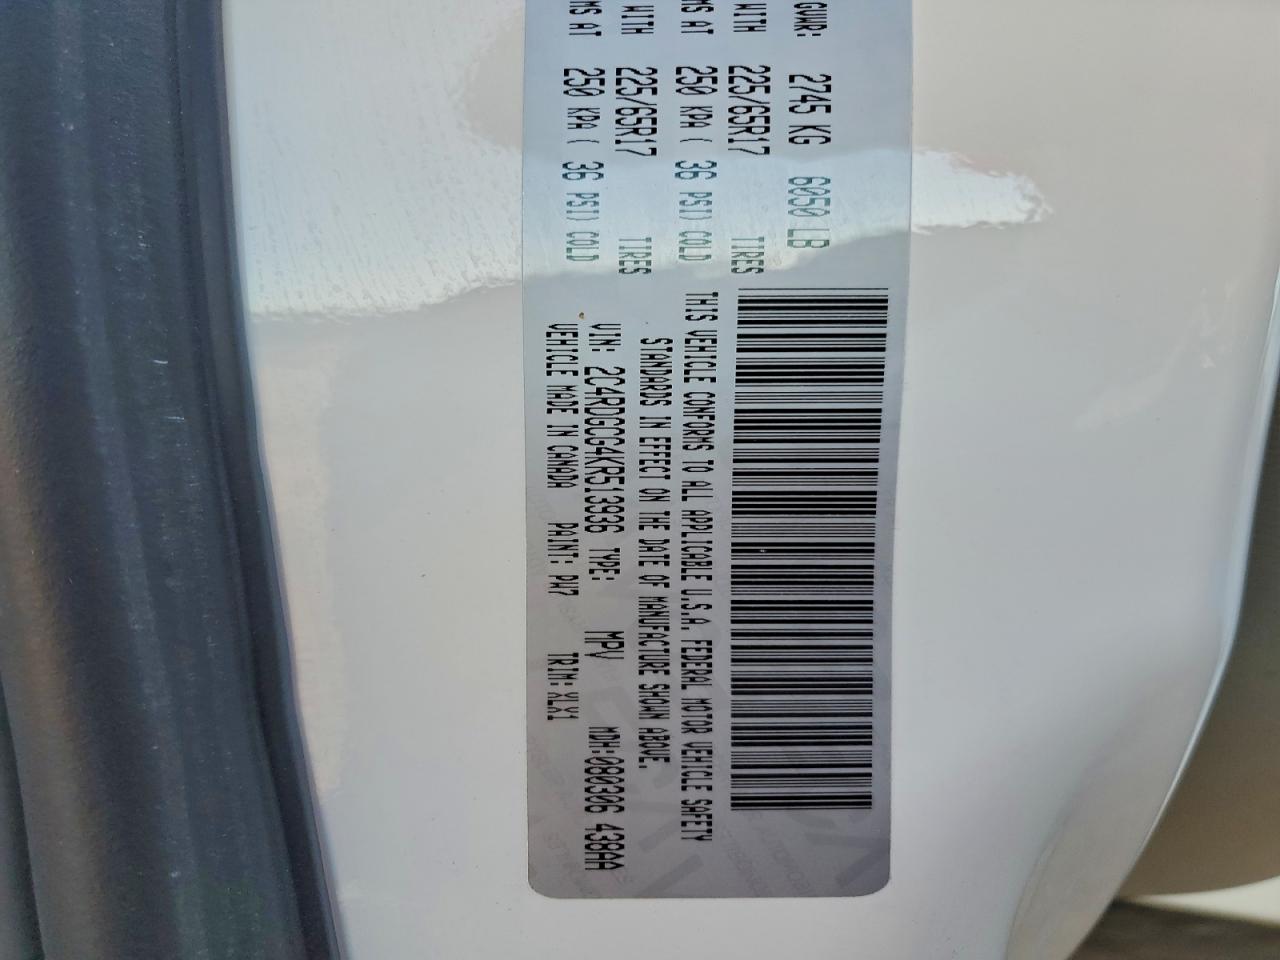 GVWR: 2745 KG 6050 LB
WITH 225/65R17 TIRES
MS AT 250 KPA ( 36 PSI) COLD
WITH 225/65R17 TIRES
MS AT 250 KPA ( 36 PSI) COLD
THIS VEHICLE CONFORMS TO ALL APPLICABLE U.S.A. FEDERAL MOTOR VEHICLE SAFETY
STANDARDS IN EFFECT ON THE DATE OF MANUFACTURE SHOWN ABOVE.
VIN: 2C4RDGCG4KR513936 TYPE: MPV MDH:080306 438AA
VEHICLE MADE IN CANADA PAINT: PW7 TRIM:XLX1